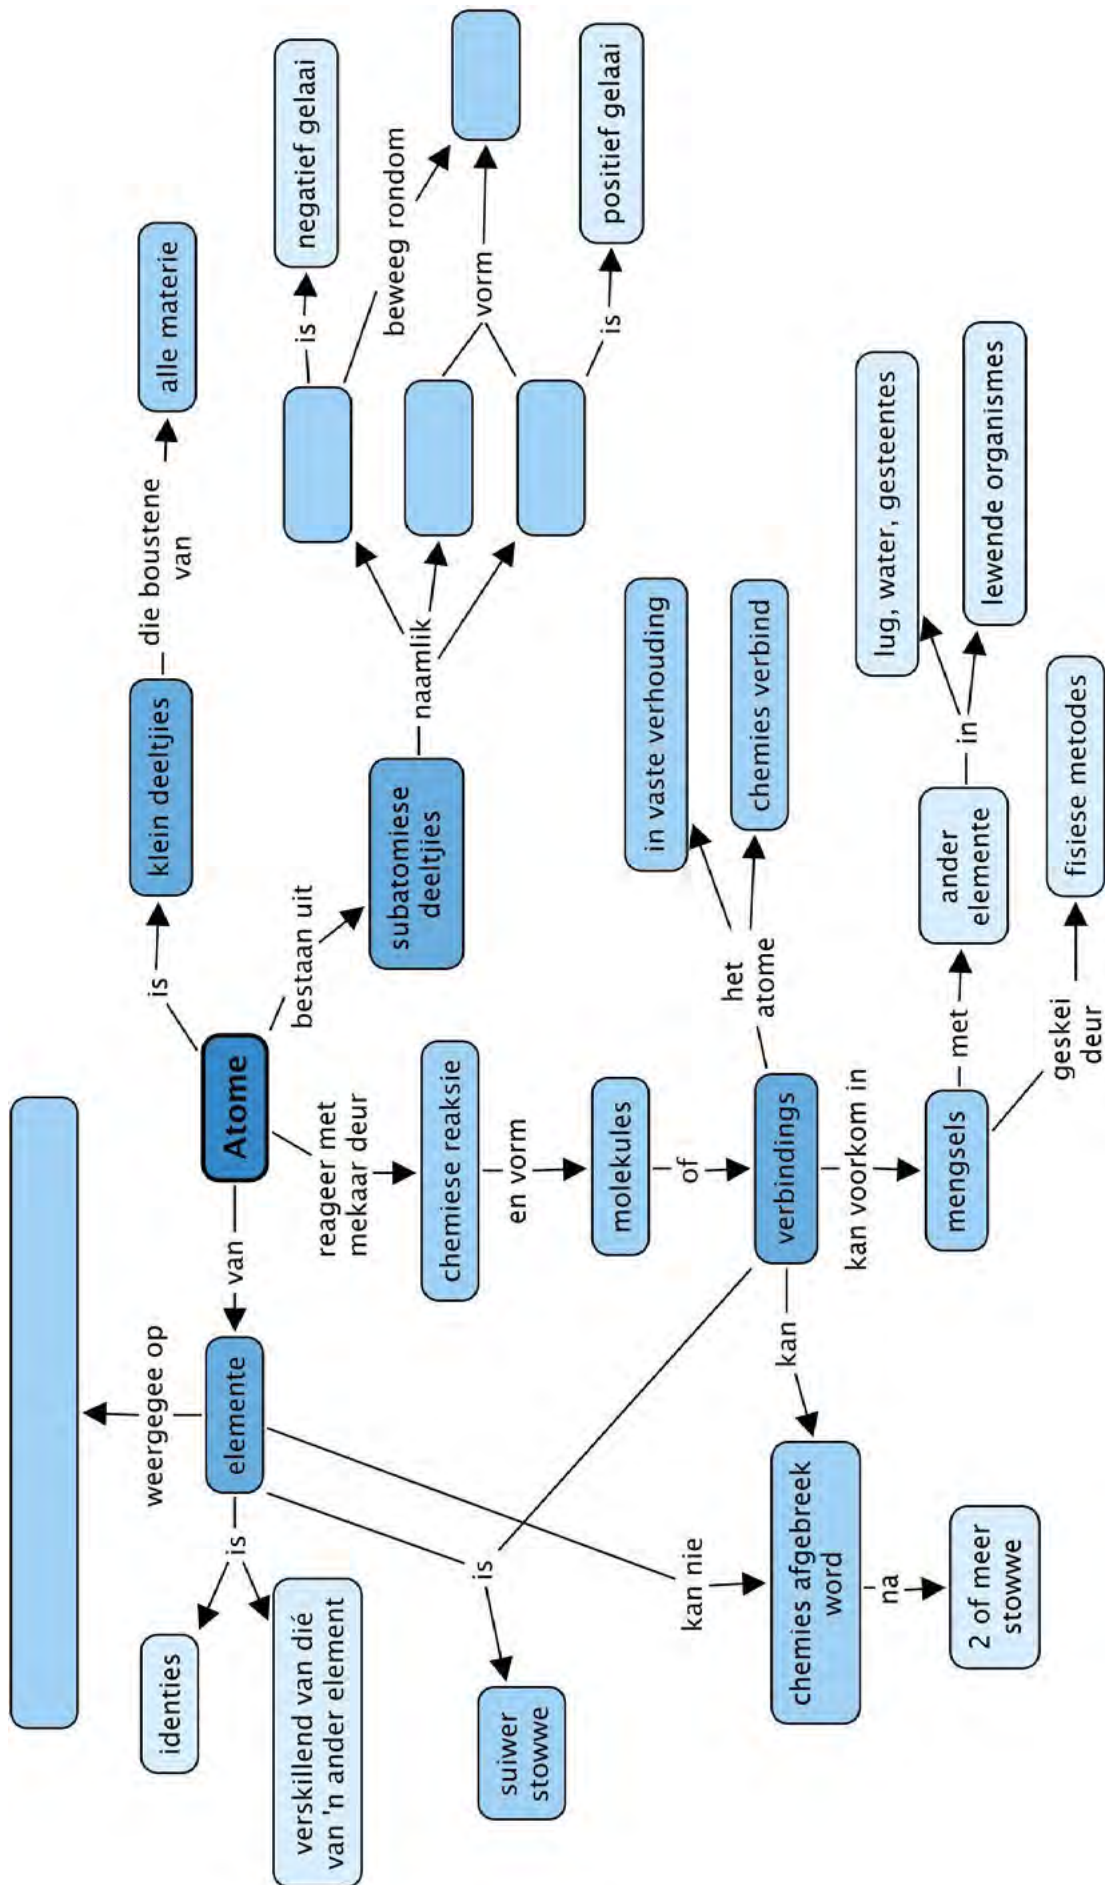 weergegee op
identies
is
verskillend van dié
van 'n ander element
elemente
van
Atome
is
klein deeltjies
die boustene
van
alle materie
bestaan uit
subatomiese
deeltjies
naamlik
is
negatief gelaai
beweeg rondom
vorm
is
positief gelaai
reageer met
mekaar deur
chemiese reaksie
en vorm
molekules
of
verbindings
is
suiwer
stowwe
kan nie
kan
chemies afgebreek
word
na
2 of meer
stowwe
het
atome
in vaste verhouding
chemies verbind
kan voorkom in
mengsels
met
ander
elemente
in
lug, water, gesteentes
lewende organismes
geskei
deur
fisiese metodes